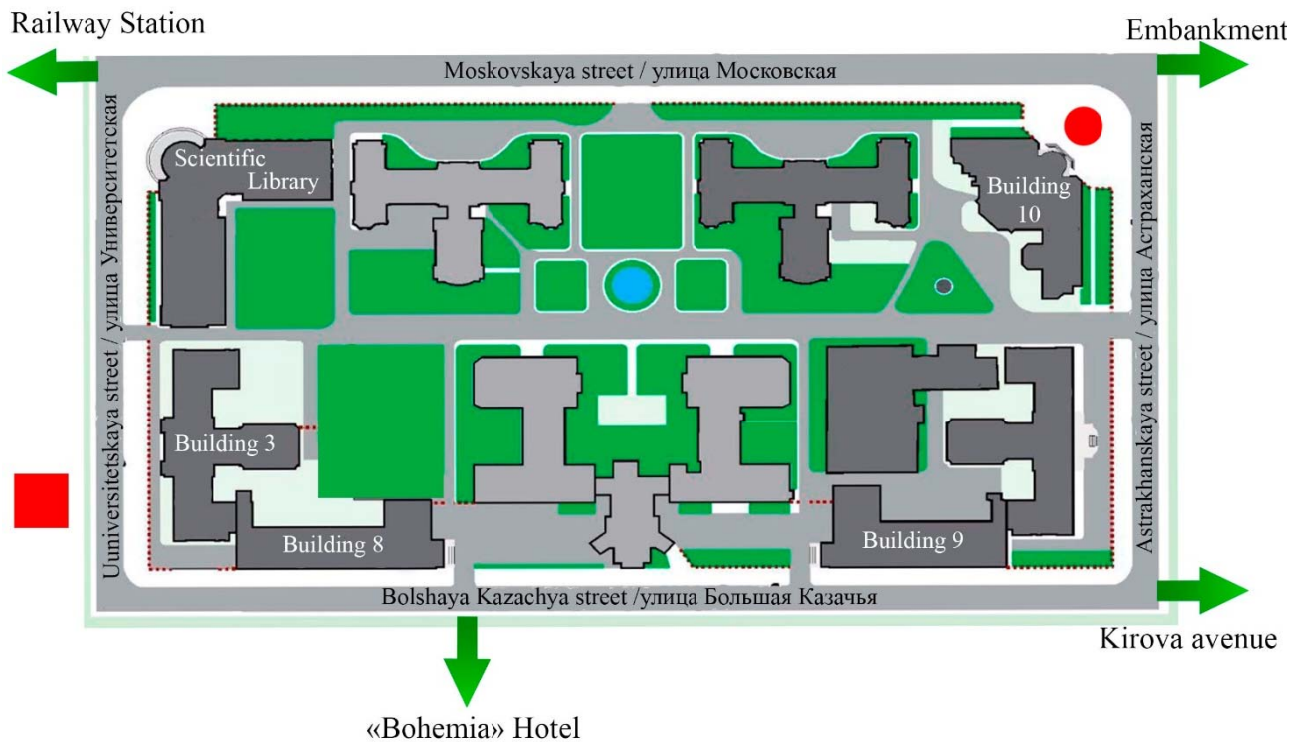 Railway Station
Embankment
Moskovskaya street / улица Московская
Uuniversitetskaya street / улица Университетская
Astrakhanskaya street / улица Астраханская
Scientific
Library
Building
10
Building 3
Building 8
Building 9
Bolshaya Kazachya street /улица Большая Казачья
Kirova avenue
«Bohemia» Hotel